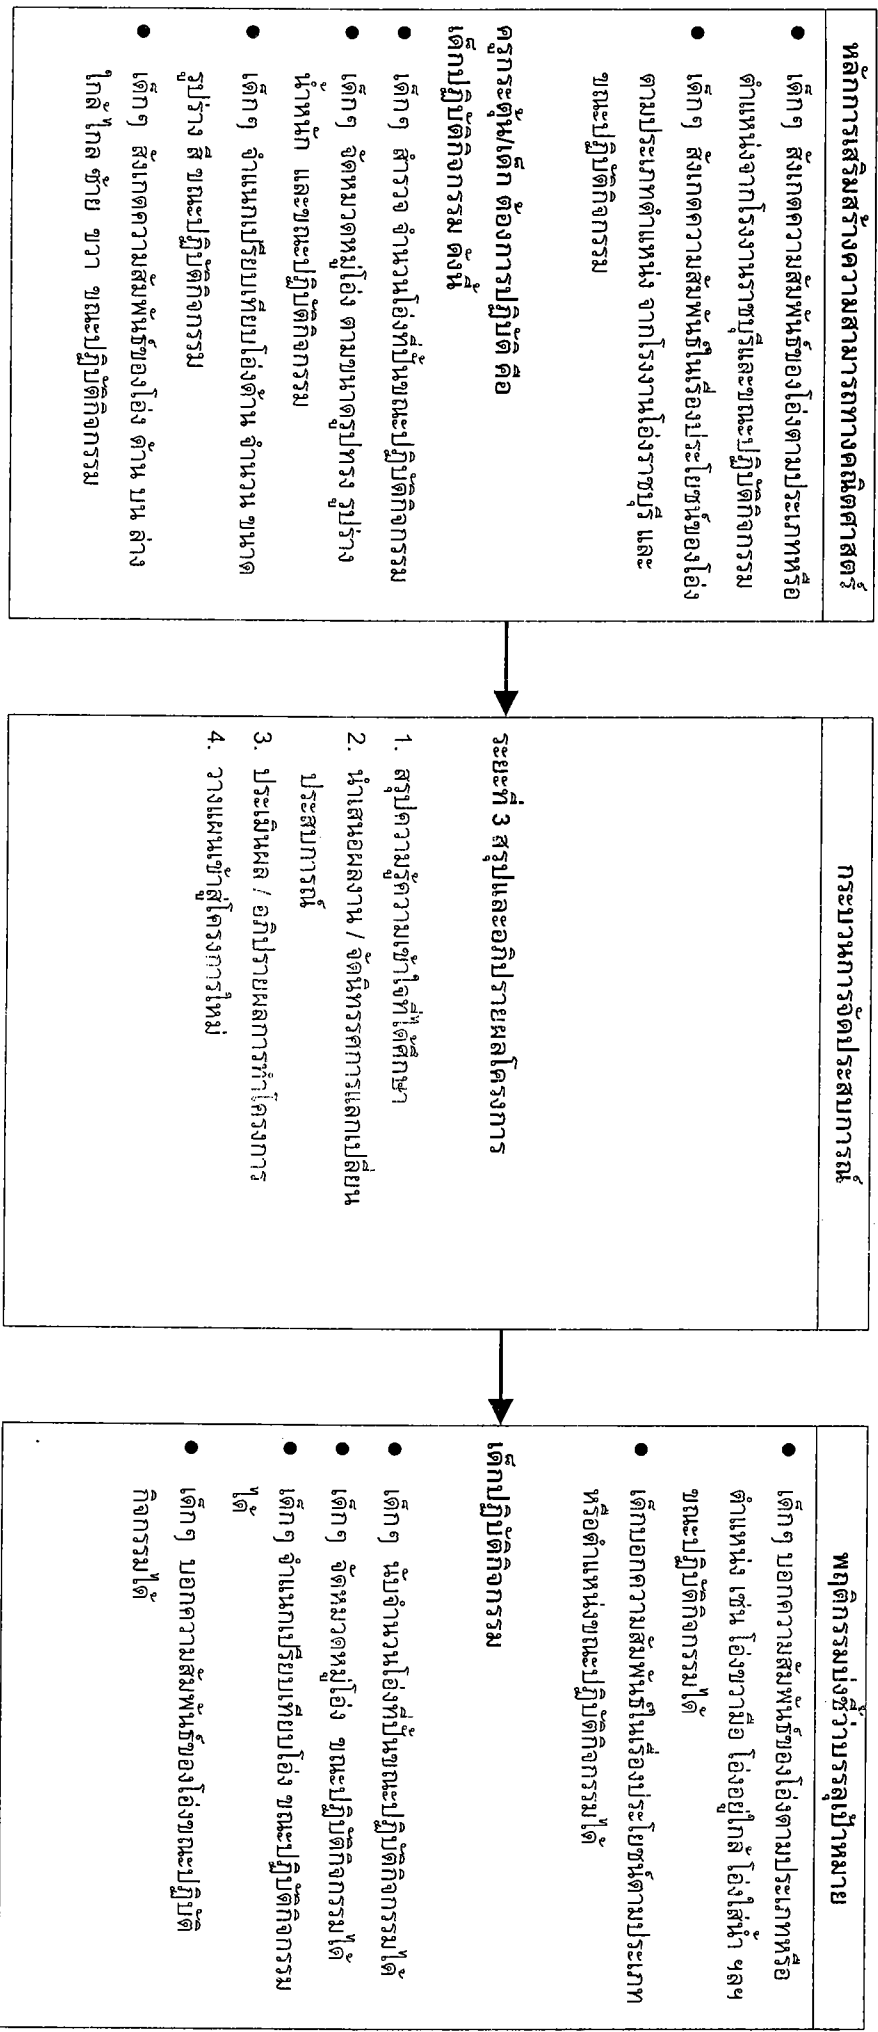 หลักการเสริมสร้างความสามารถทางคณิตศาสตร์
● เด็กๆ สังเกตความสัมพันธ์ของโอ่งตามประเภทหรือ
ตำแหน่งจากโรงงานราชบุรีและขณะปฏิบัติกิจกรรม
● เด็กๆ สังเกตความสัมพันธ์ในเรื่องประโยชน์ของโอ่ง
ตามประเภทตำแหน่ง จากโรงงานโอ่งราชบุรี และ
ขณะปฏิบัติกิจกรรม
ครูกระตุ้น/เด็ก ต้องการปฏิบัติ คือ
เด็กปฏิบัติกิจกรรม ดังนี้
● เด็กๆ สำรวจ จำนวนโอ่งที่ปั้นขณะปฏิบัติกิจกรรม
● เด็กๆ จัดหมวดหมู่โอ่ง ตามขนาดรูปทรง รูปร่าง
น้ำหนัก และขณะปฏิบัติกิจกรรม
● เด็กๆ จำแนกเปรียบเทียบโอ่งด้าน จำนวน ขนาด
รูปร่าง สี ขณะปฏิบัติกิจกรรม
● เด็กๆ สังเกตความสัมพันธ์ของโอ่ง ด้าน บน ล่าง
ใกล้ ไกล ซ้าย ขวา ขณะปฏิบัติกิจกรรม
กระบวนการจัดประสบการณ์
ระยะที่ 3 สรุปและอภิปรายผลโครงการ
1. สรุปความรู้ความเข้าใจที่ได้ศึกษา
2. นำเสนอผลงาน / จัดนิทรรศการแลกเปลี่ยน
ประสบการณ์
3. ประเมินผล / อภิปรายผลการทำโครงการ
4. วางแผนเข้าสู่โครงการใหม่
พฤติกรรมบ่งชี้ว่าบรรลุเป้าหมาย
● เด็กๆ บอกความสัมพันธ์ของโอ่งตามประเภทหรือ
ตำแหน่ง เช่น โอ่งขวามือ โอ่งอยู่ใกล้ โอ่งใส่น้ำ ฯลฯ
ขณะปฏิบัติกิจกรรมได้
● เด็กบอกความสัมพันธ์ในเรื่องประโยชน์ตามประเภท
หรือตำแหน่งขณะปฏิบัติกิจกรรมได้
เด็กปฏิบัติกิจกรรม
● เด็กๆ นับจำนวนโอ่งที่ปั้นขณะปฏิบัติกิจกรรมได้
● เด็กๆ จัดหมวดหมู่โอ่ง ขณะปฏิบัติกิจกรรมได้
● เด็กๆ จำแนกเปรียบเทียบโอ่ง ขณะปฏิบัติกิจกรรม
ได้
● เด็กๆ บอกความสัมพันธ์ของโอ่งขณะปฏิบัติ
กิจกรรมได้